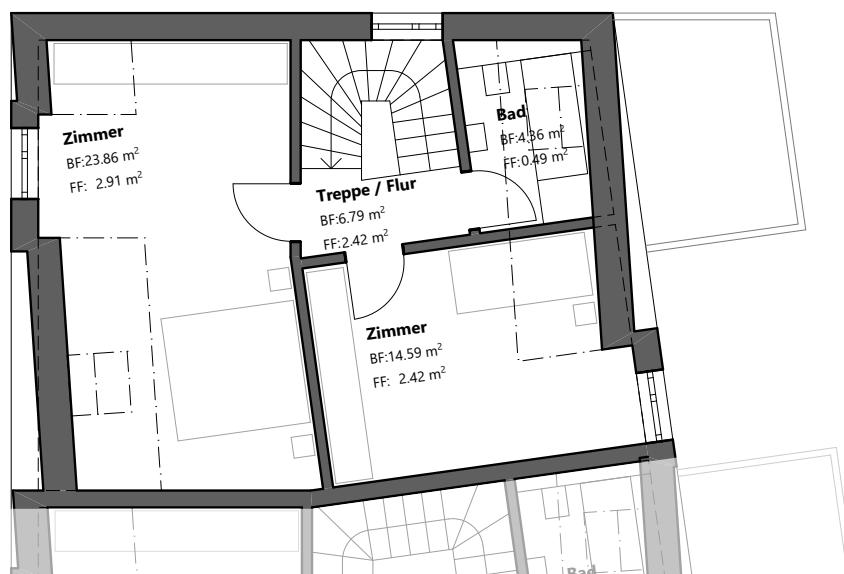 Zimmer
BF:23.86 m²
FF: 2.91 m²
Bad
BF:4.36 m²
FF:0.49 m²
Treppe / Flur
BF:6.79 m²
FF:2.42 m²
Zimmer
BF:14.59 m²
FF: 2.42 m²
Bad